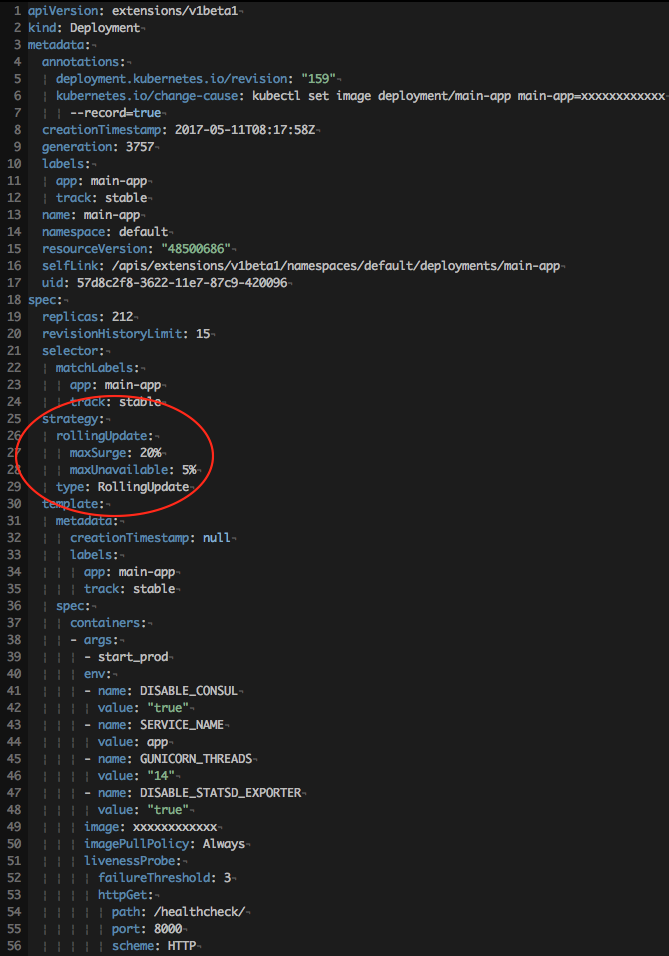 1 apiVersion: extensions/v1beta1
2 kind: Deployment
3 metadata:
4 annotations:
5 deployment.kubernetes.io/revision: "159"
6 kubernetes.io/change-cause: kubectl set image deployment/main-app main-app=xxxxxxxxxxxx
7 --record=true
8 creationTimestamp: 2017-05-11T08:17:58Z
9 generation: 3757
10 labels:
11 app: main-app
12 track: stable
13 name: main-app
14 namespace: default
15 resourceVersion: "48500686"
16 selfLink: /apis/extensions/v1beta1/namespaces/default/deployments/main-app
17 uid: 57d8c2f8-3622-11e7-87c9-420096
18 spec:
19 replicas: 212
20 revisionHistoryLimit: 15
21 selector:
22 matchLabels:
23 app: main-app
24 track: stable
25 strategy:
26 rollingUpdate:
27 maxSurge: 20%
28 maxUnavailable: 5%
29 type: RollingUpdate
30 template:
31 metadata:
32 creationTimestamp: null
33 labels:
34 app: main-app
35 track: stable
36 spec:
37 containers:
38 - args:
39 - start_prod
40 env:
41 - name: DISABLE_CONSUL
42 value: "true"
43 - name: SERVICE_NAME
44 value: app
45 - name: GUNICORN_THREADS
46 value: "14"
47 - name: DISABLE_STATSD_EXPORTER
48 value: "true"
49 image: xxxxxxxxxxxx
50 imagePullPolicy: Always
51 livenessProbe:
52 failureThreshold: 3
53 httpGet:
54 path: /healthcheck/
55 port: 8000
56 scheme: HTTP